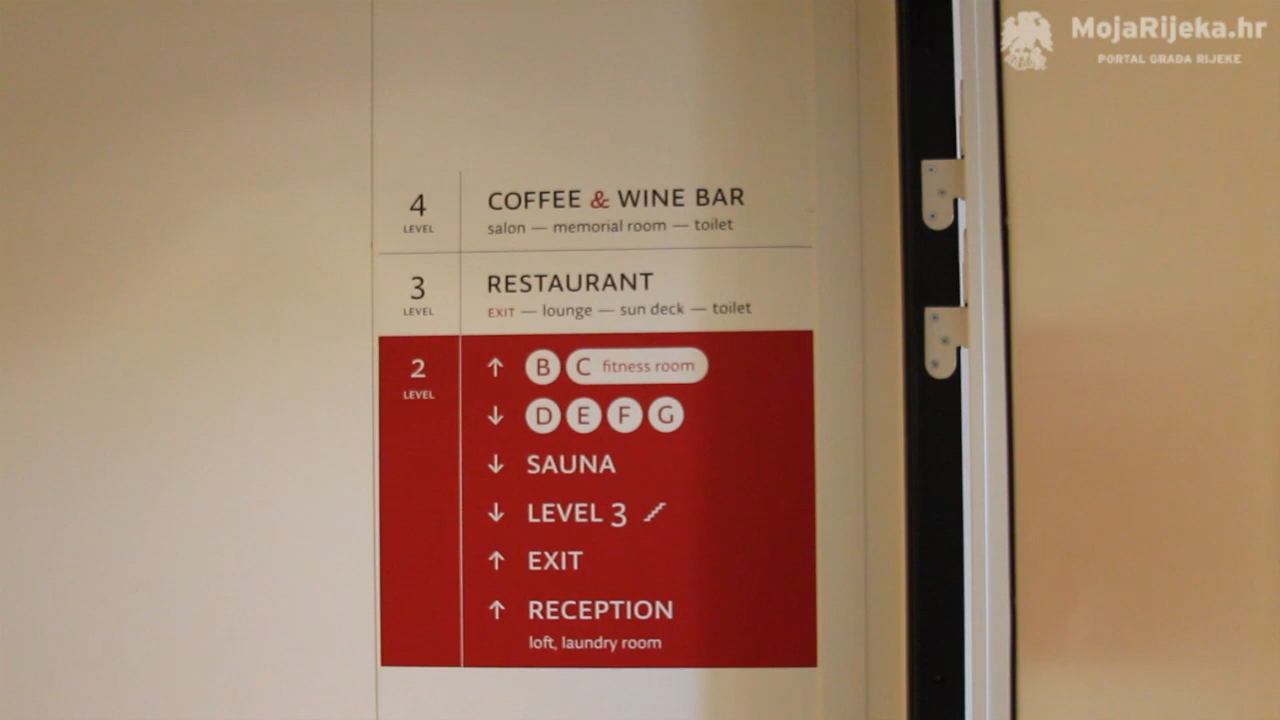 MojaRijeka.hr
PORTAL GRADA RIJEKE
4
LEVEL
COFFEE & WINE BAR
salon — memorial room — toilet
3
LEVEL
RESTAURANT
EXIT — lounge — sun deck — toilet
2
LEVEL
↑ B C fitness room
↓ D E F G
↓ SAUNA
↓ LEVEL 3
↑ EXIT
↑ RECEPTION
loft, laundry room